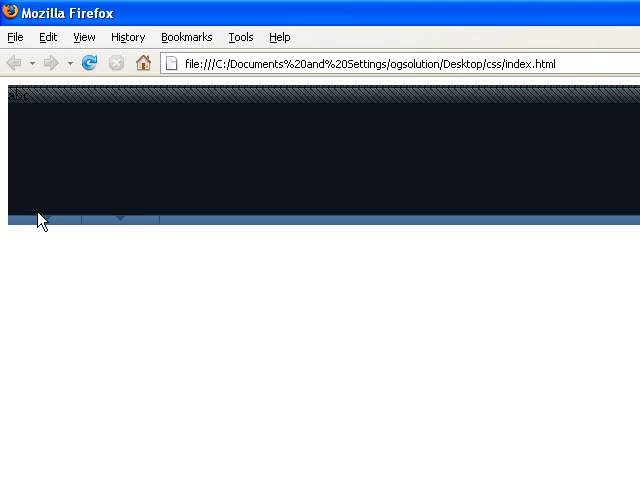 Mozilla Firefox
File Edit View History Bookmarks Tools Help
file:///C:/Documents%20and%20Settings/ogsolution/Desktop/css/index.html
abc